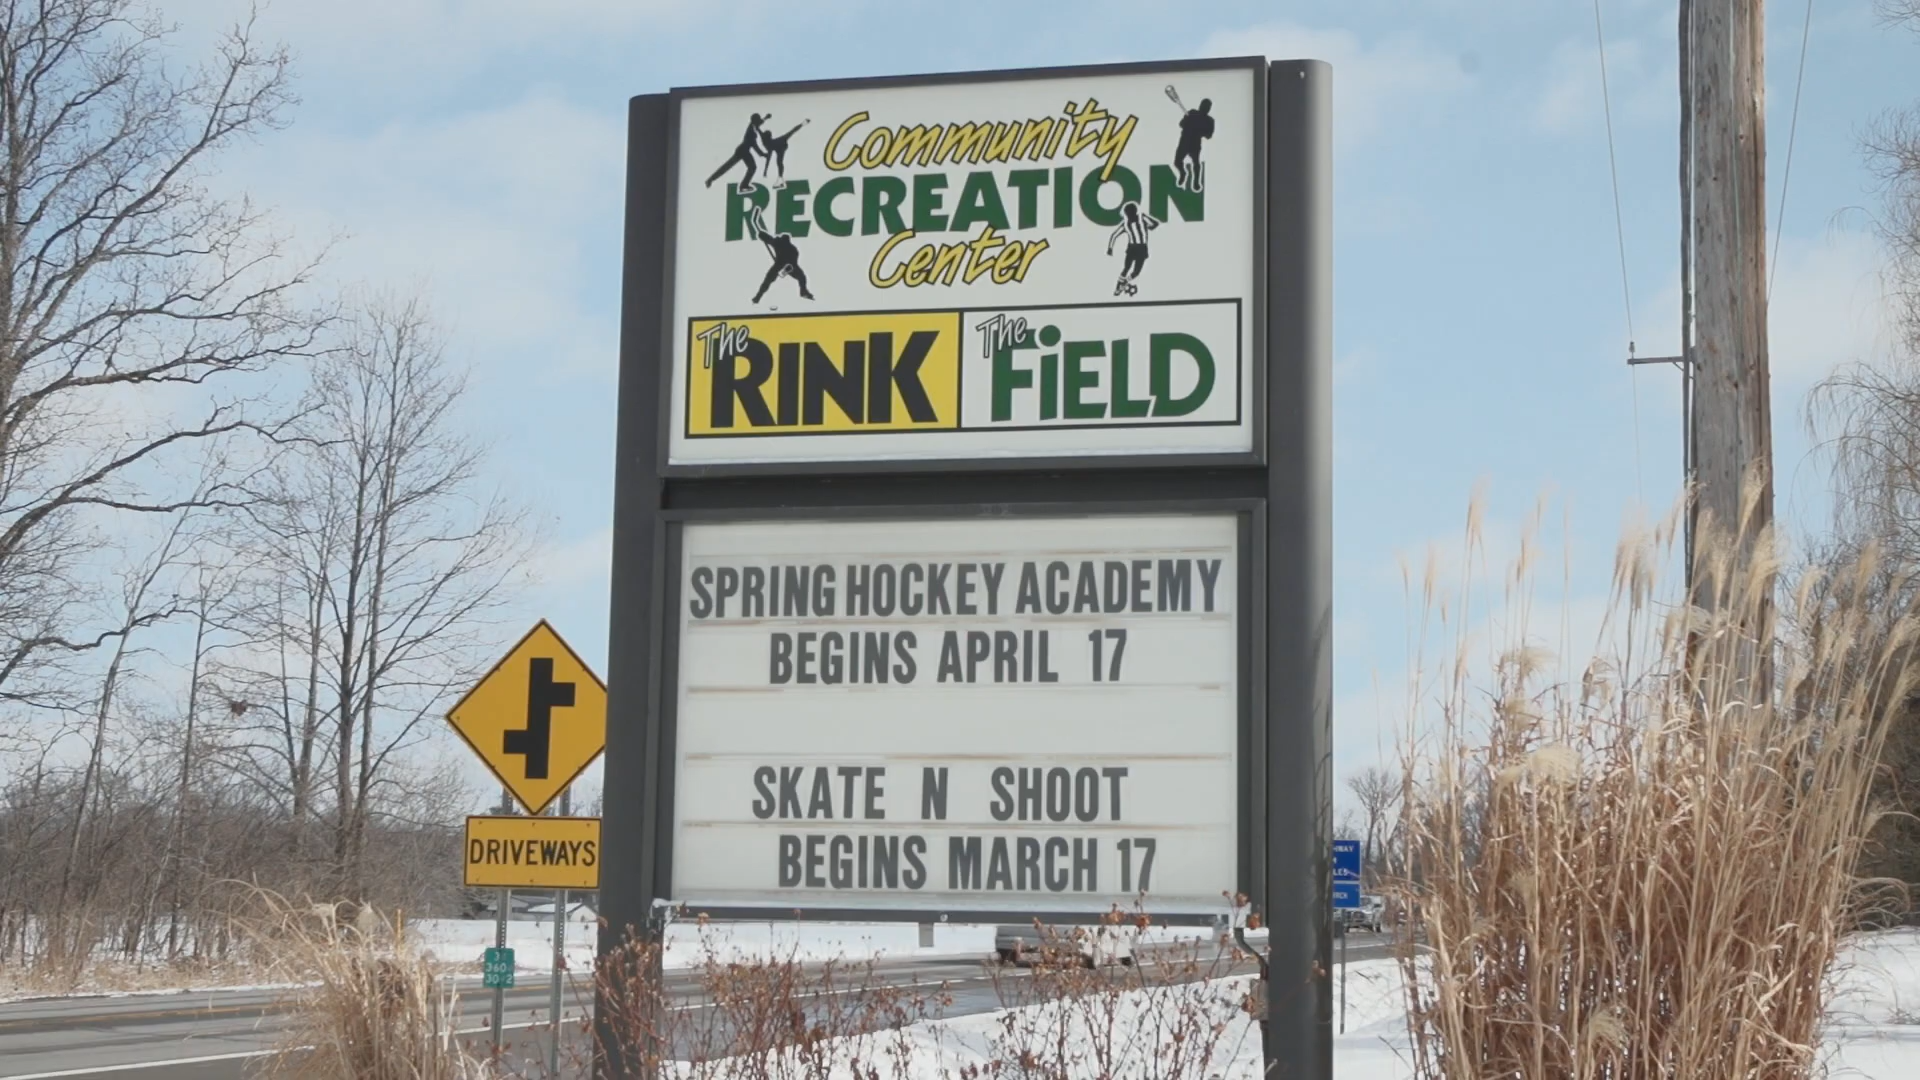 Community
RECREATION
Center
The RINK
The FiELD
SPRING HOCKEY ACADEMY
BEGINS APRIL 17
SKATE N SHOOT
BEGINS MARCH 17
DRIVEWAYS